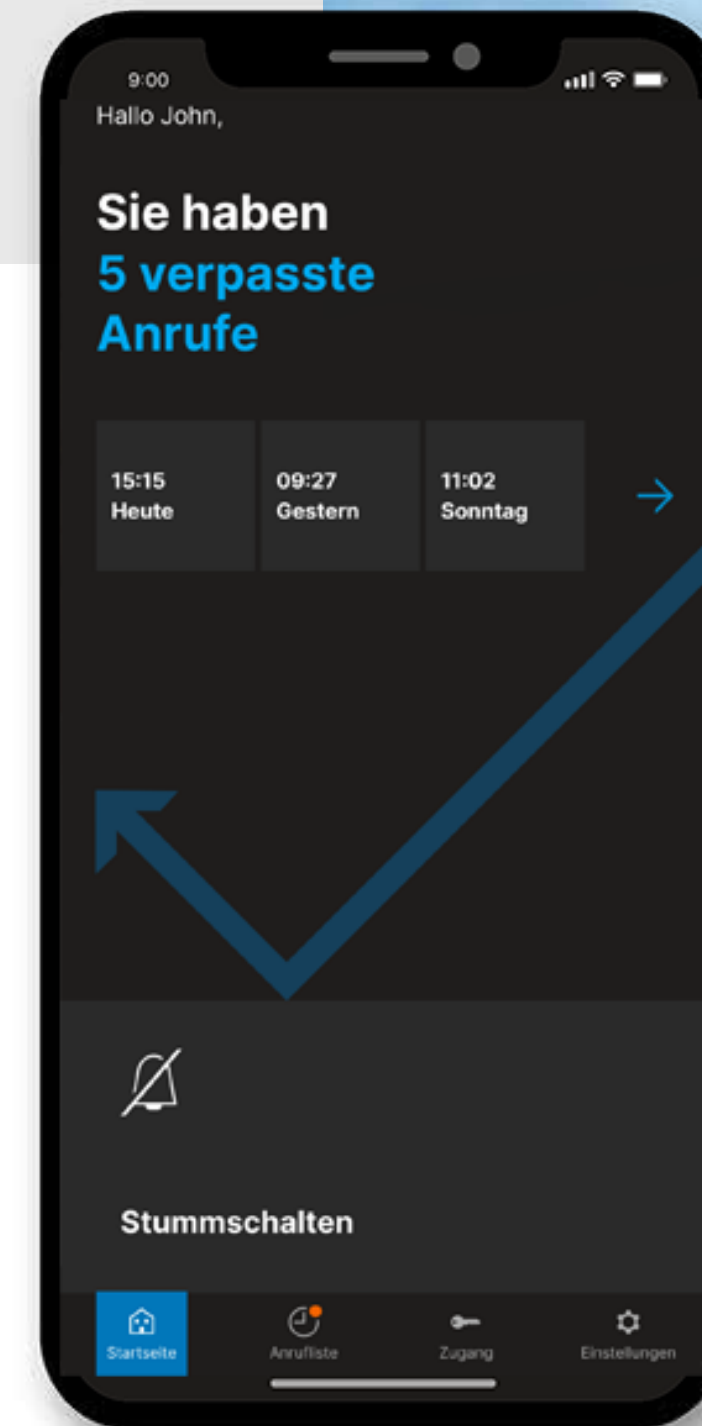 9:00
Hallo John,
Sie haben
5 verpasste
Anrufe
15:15
Heute
09:27
Gestern
11:02
Sonntag
Stummschalten
Startseite
Anrufliste
Zugang
Einstellungen